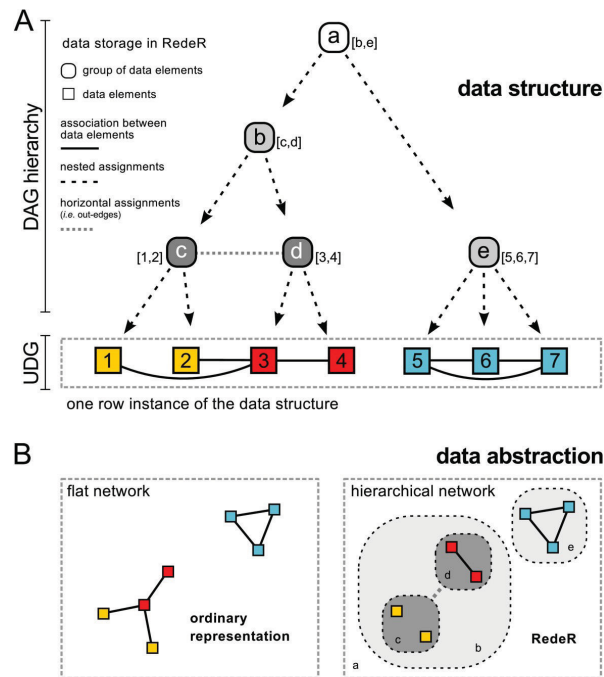 A
data storage in RedeR
group of data elements
data elements
association between
data elements
nested assignments
horizontal assignments
(i.e. out-edges)
data structure
DAG hierarchy
a
[b,e]
b
[c,d]
[1,2]
c
d
[3,4]
e
[5,6,7]
UDG
1
2
3
4
5
6
7
one row instance of the data structure
B
data abstraction
flat network
ordinary
representation
hierarchical network
e
d
c
b
a
RedeR